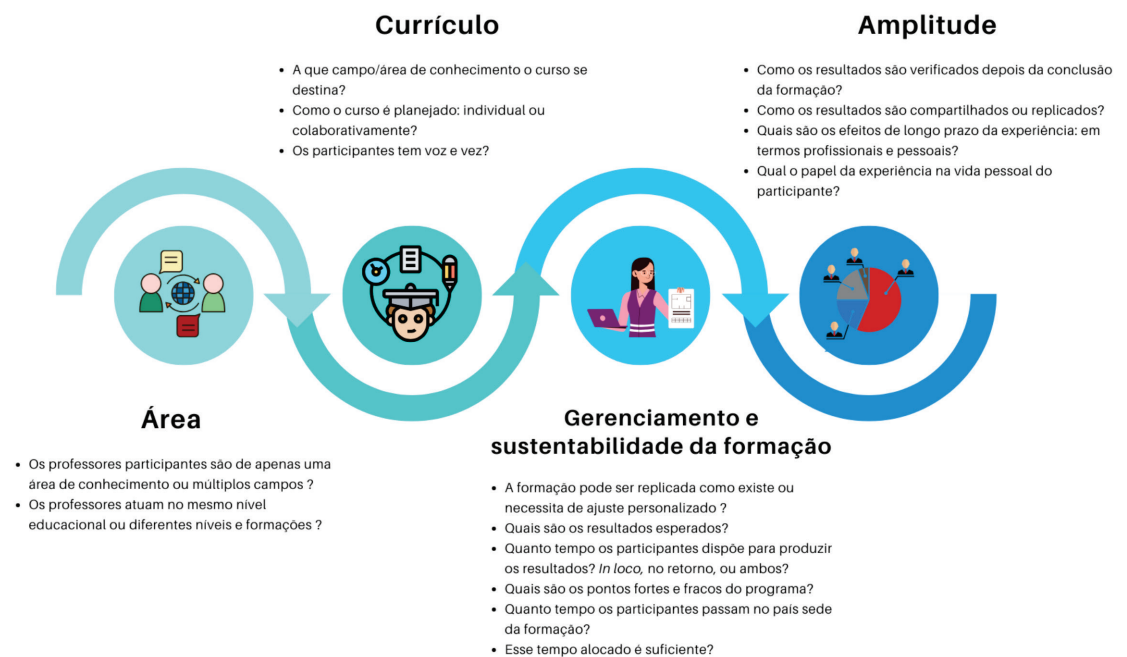 Currículo
• A que campo/área de conhecimento o curso se
destina?
• Como o curso é planejado: individual ou
colaborativamente?
• Os participantes tem voz e vez?
Amplitude
• Como os resultados são verificados depois da conclusão
da formação?
• Como os resultados são compartilhados ou replicados?
• Quais são os efeitos de longo prazo da experiência: em
termos profissionais e pessoais?
• Qual o papel da experiência na vida pessoal do
participante?
Área
• Os professores participantes são de apenas uma
área de conhecimento ou múltiplos campos ?
• Os professores atuam no mesmo nível
educacional ou diferentes níveis e formações ?
Gerenciamento e
sustentabilidade da formação
• A formação pode ser replicada como existe ou
necessita de ajuste personalizado ?
• Quais são os resultados esperados?
• Quanto tempo os participantes dispõe para produzir
os resultados? In loco, no retorno, ou ambos?
• Quais são os pontos fortes e fracos do programa?
• Quanto tempo os participantes passam no país sede
da formação?
• Esse tempo alocado é suficiente?